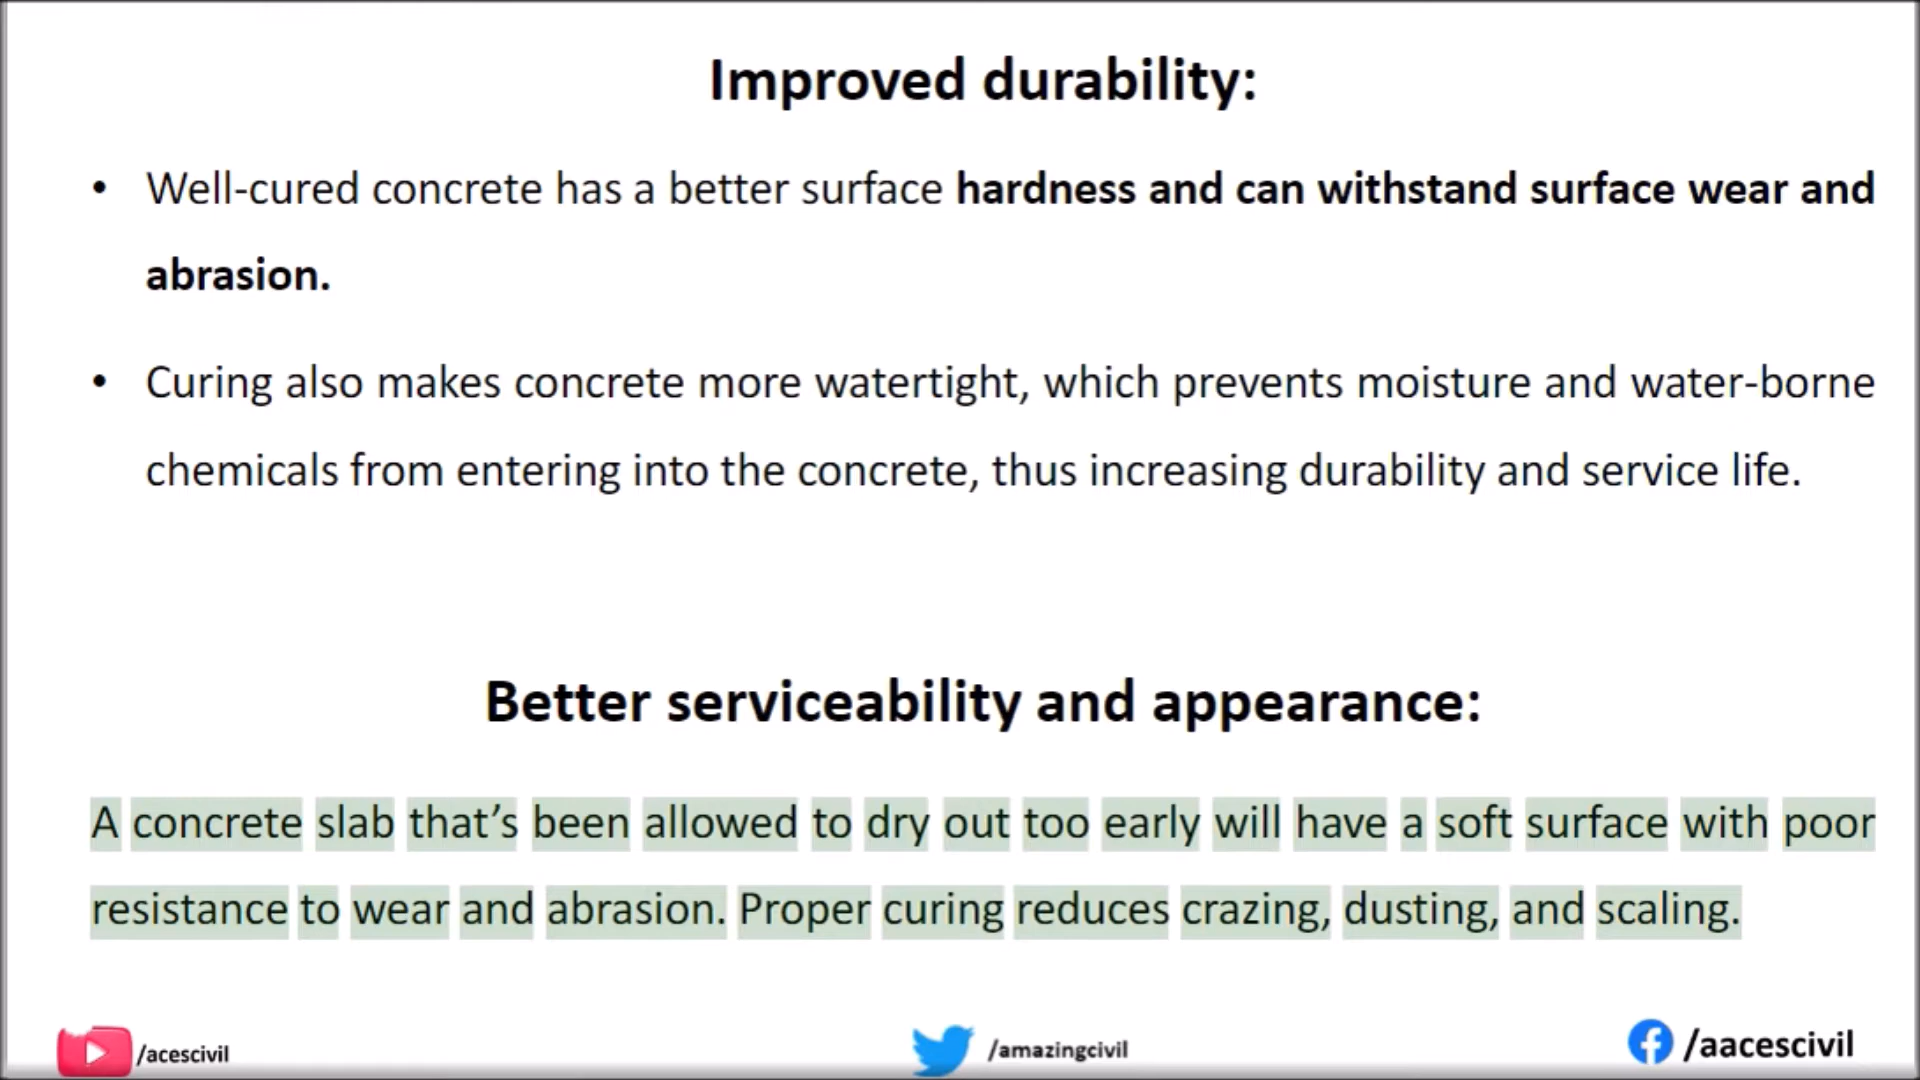 Improved durability:
• Well-cured concrete has a better surface hardness and can withstand surface wear and
abrasion.
• Curing also makes concrete more watertight, which prevents moisture and water-borne
chemicals from entering into the concrete, thus increasing durability and service life.
Better serviceability and appearance:
A concrete slab that’s been allowed to dry out too early will have a soft surface with poor
resistance to wear and abrasion. Proper curing reduces crazing, dusting, and scaling.
/acescivil
/amazingcivil
/aacescivil